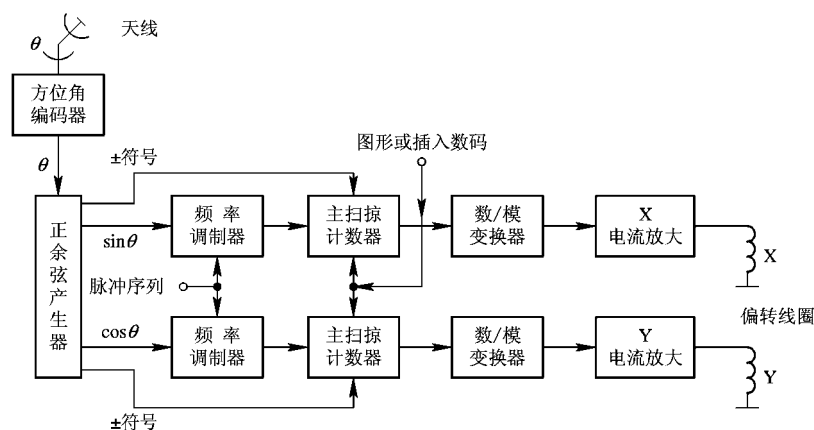 天线
θ
方位角
编码器
θ
±符号
图形或插入数码
正余弦产生器
sinθ
频 率
调制器
主扫掠
计数器
数/模
变换器
X
电流放大
X
脉冲序列
偏转线圈
cosθ
频 率
调制器
主扫掠
计数器
数/模
变换器
Y
电流放大
Y
±符号